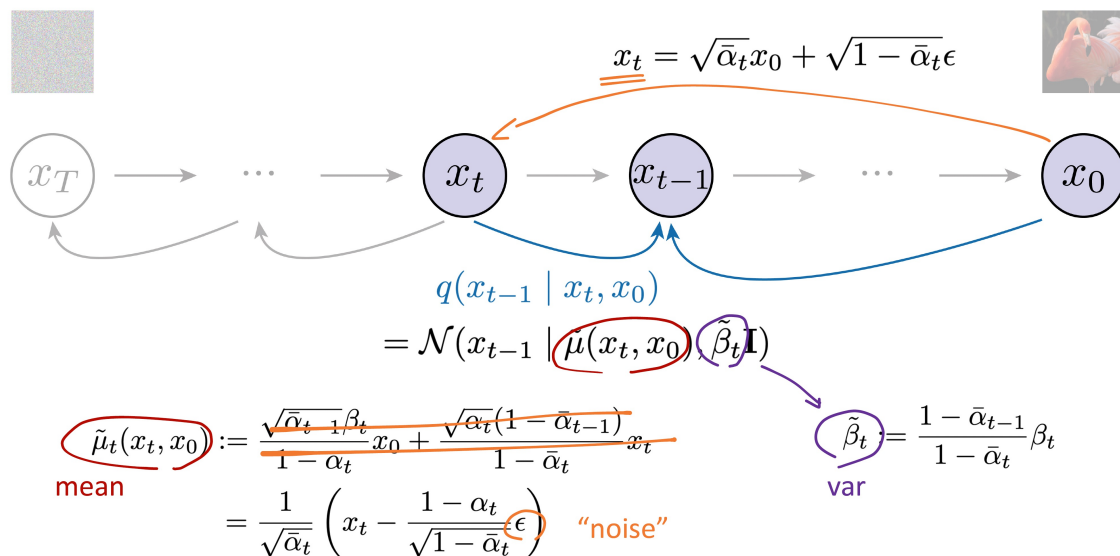 x_t = √ᾱ_t x_0 + √(1 − ᾱ_t) ϵ
x_T ··· x_t x_{t−1} ··· x_0
q(x_{t−1} | x_t, x_0)
= 𝒩(x_{t−1} | μ̃(x_t, x_0), β̃_t I)
μ̃_t(x_t, x_0) := (√ᾱ_{t−1} β_t)/(1 − α_t) x_0 + (√α_t (1 − ᾱ_{t−1}))/(1 − ᾱ_t) x_t
β̃_t := (1 − ᾱ_{t−1})/(1 − ᾱ_t) β_t
mean
var
= 1/√ᾱ_t (x_t − (1 − α_t)/√(1 − ᾱ_t) ϵ) “noise”